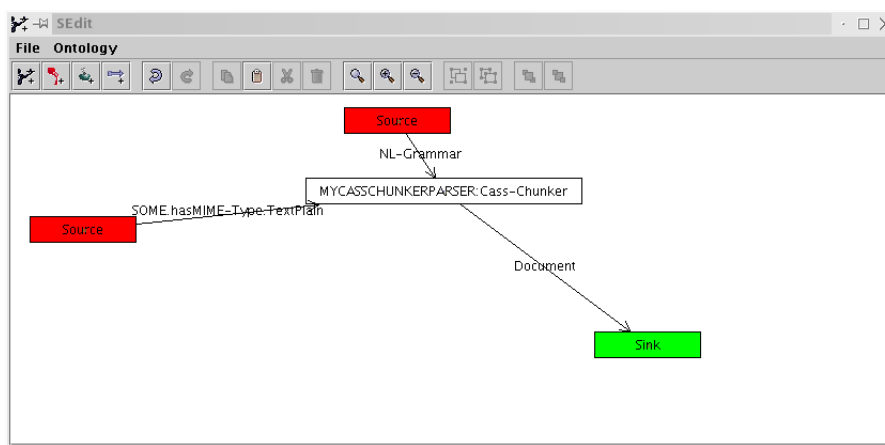 SEdit
File Ontology
Source
NL-Grammar
MYCASSCHUNKERPARSER:Cass-Chunker
SOME.hasMIME-Type.TextPlain
Source
Document
Sink